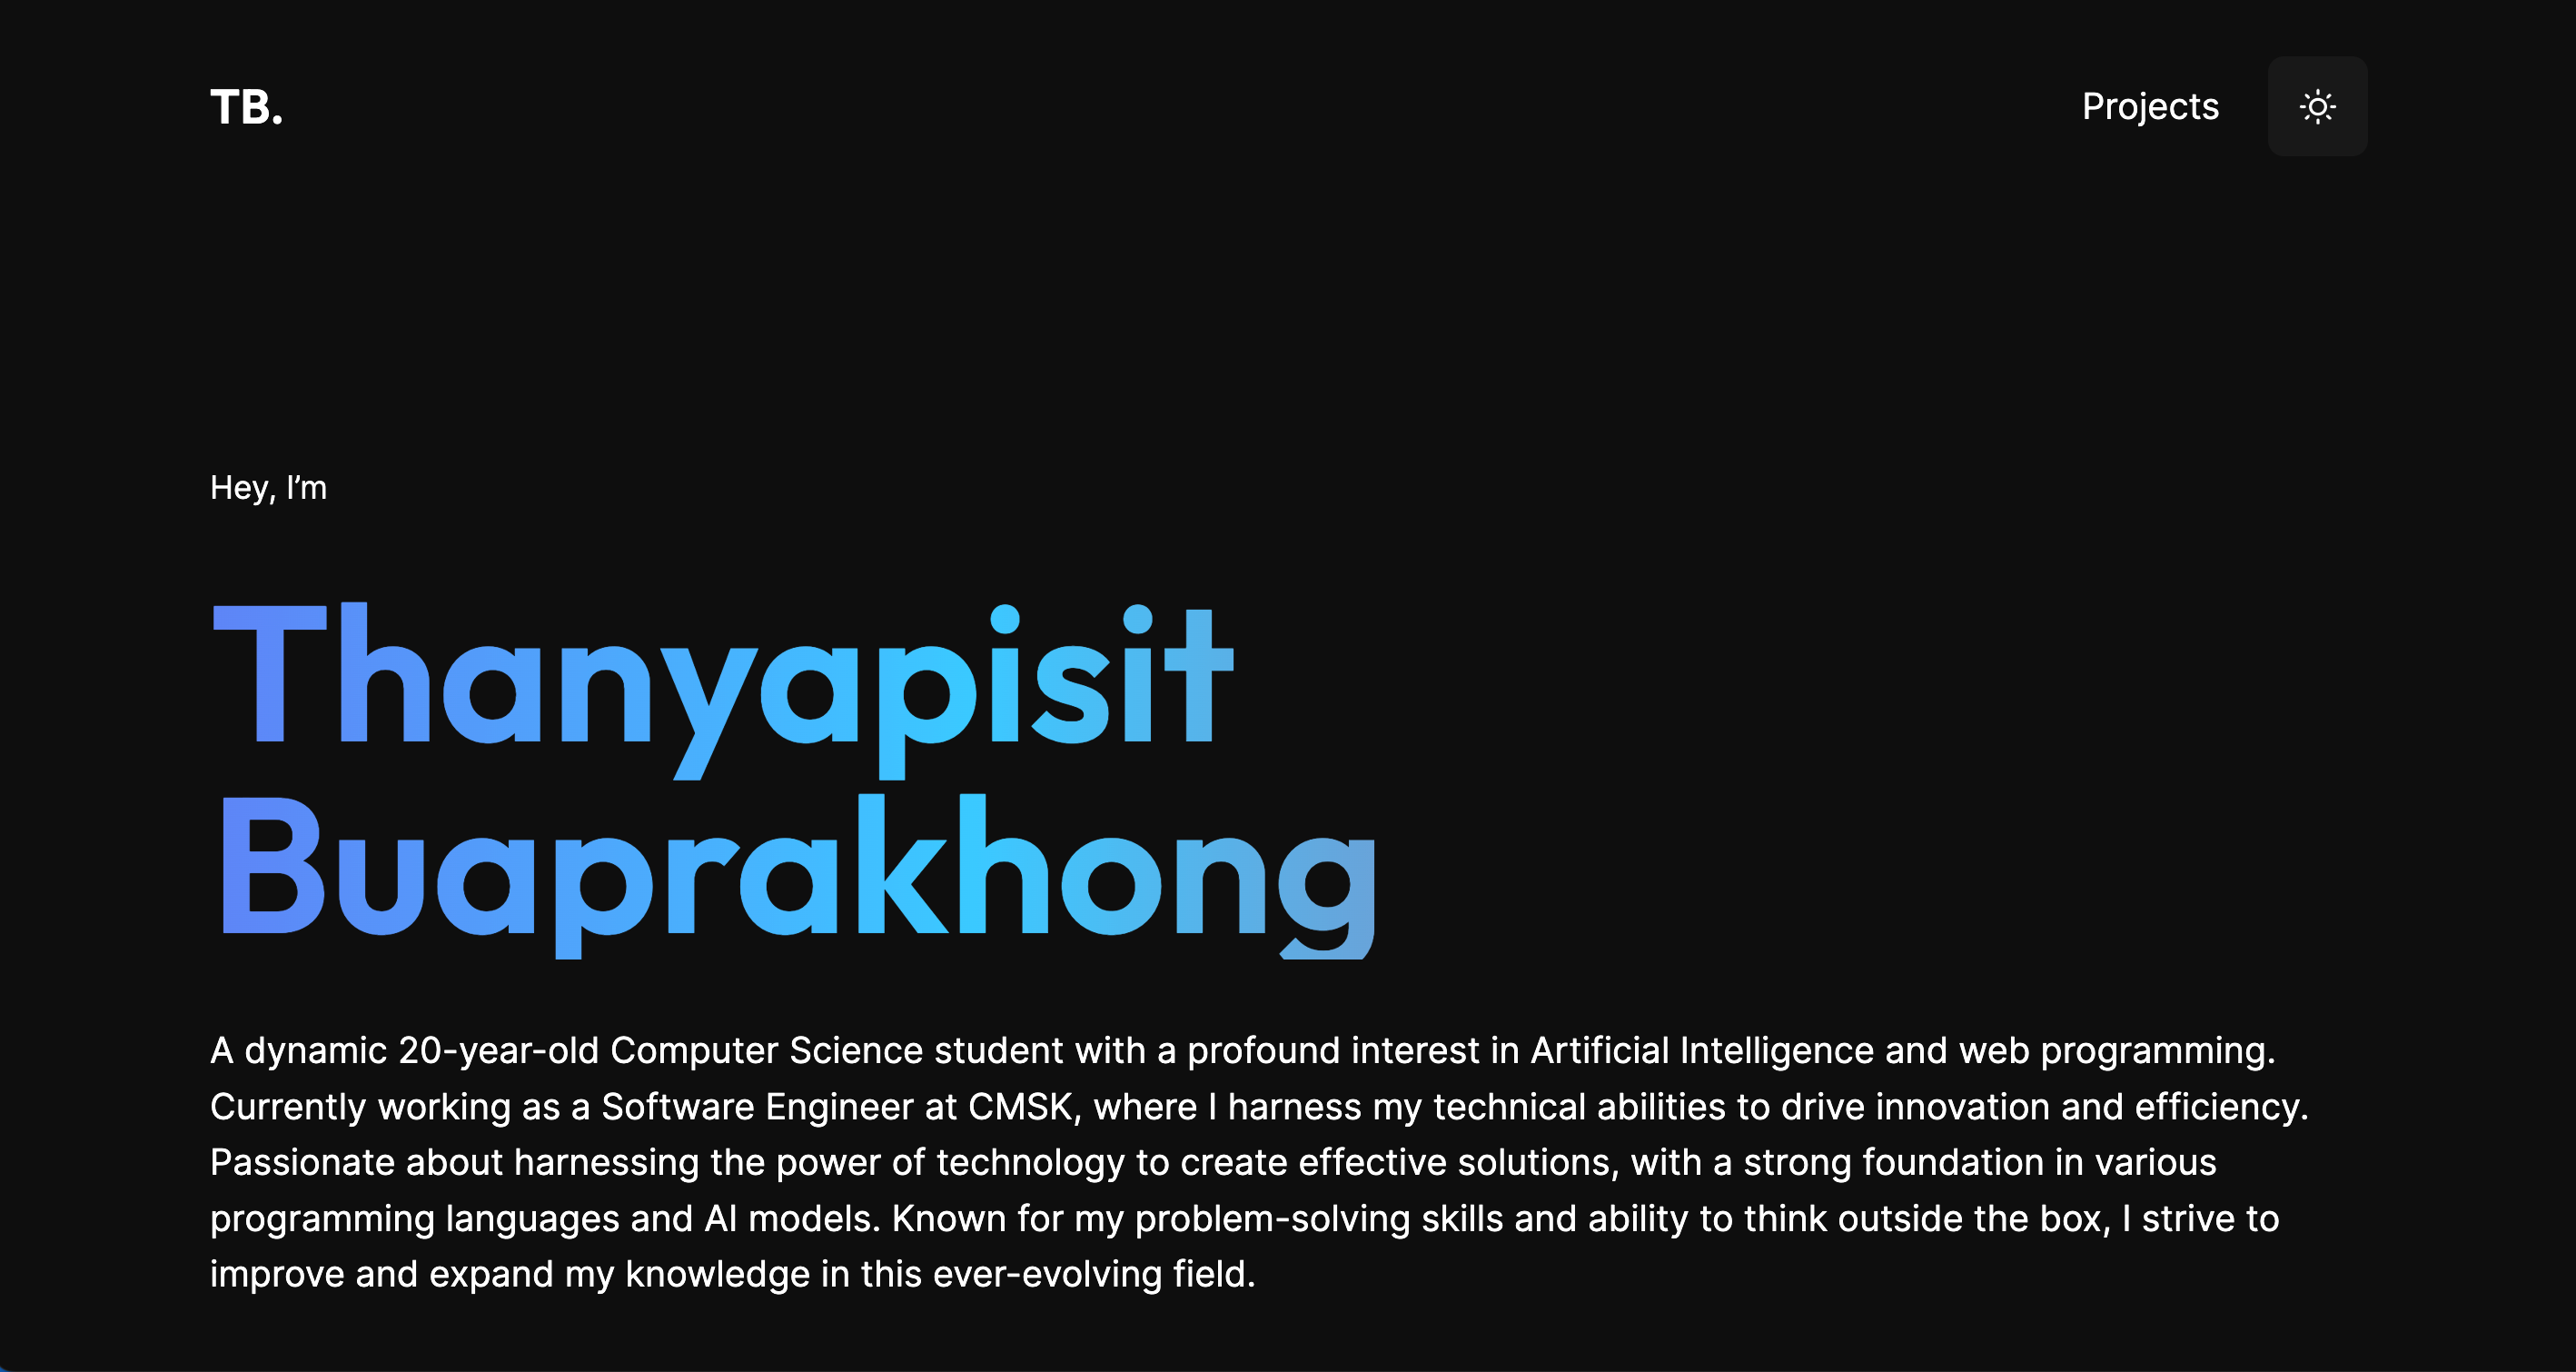 TB.
Projects
Hey, I’m
Thanyapisit
Buaprakhong
A dynamic 20-year-old Computer Science student with a profound interest in Artificial Intelligence and web programming.
Currently working as a Software Engineer at CMSK, where I harness my technical abilities to drive innovation and efficiency.
Passionate about harnessing the power of technology to create effective solutions, with a strong foundation in various
programming languages and AI models. Known for my problem-solving skills and ability to think outside the box, I strive to
improve and expand my knowledge in this ever-evolving field.